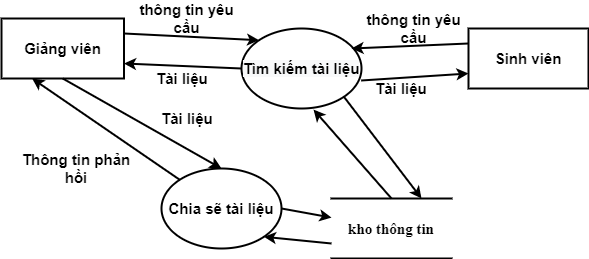 thông tin yêu
cầu
thông tin yêu
cầu
Giảng viên
Tìm kiếm tài liệu
Sinh viên
Tài liệu
Tài liệu
Tài liệu
Thông tin phản
hồi
Chia sẽ tài liệu
kho thông tin